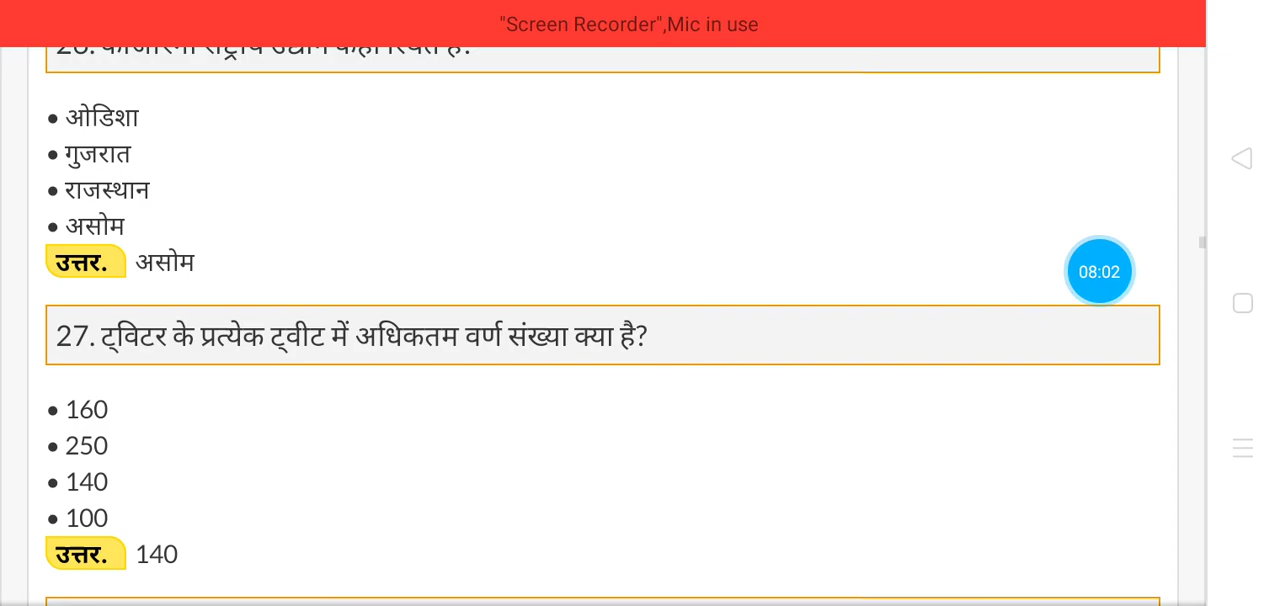 "Screen Recorder",Mic in use
• ओडिशा
• गुजरात
• राजस्थान
• असोम
उत्तर. असोम
08:02
27. ट्विटर के प्रत्येक ट्वीट में अधिकतम वर्ण संख्या क्या है?
• 160
• 250
• 140
• 100
उत्तर. 140